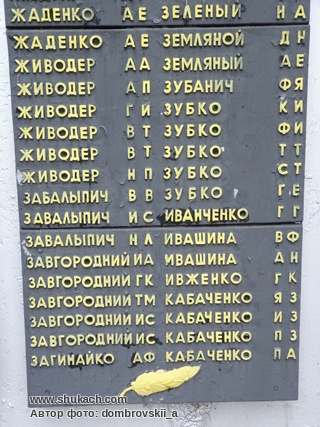 ЖАДЕНКО А Е ЗЕЛЕНЫЙ Н А
ЖАДЕНКО А Е ЗЕМЛЯНОЙ Д Н
ЖИВОДЕР А А ЗЕМЛЯНЫЙ А Е
ЖИВОДЕР А П ЗУБАНИЧ Ф Я
ЖИВОДЕР Г И ЗУБКО К И
ЖИВОДЕР В Т ЗУБКО Ф И
ЖИВОДЕР В Т ЗУБКО Т Т
ЖИВОДЕР Н П ЗУБКО С Т
ЗАБАЛЫПИЧ В В ЗУБКО Г Е
ЗАВАЛЫПИЧ И С ИВАНЧЕНКО Г Г
ЗАВАЛЫПИЧ Н Л ИВАШИНА В Ф
ЗАВГОРОДНИЙ И А ИВАШИНА А Н
ЗАВГОРОДНИЙ Г К ИВЖЕНКО Г К
ЗАВГОРОДНИЙ Т М КАБАЧЕНКО Я З
ЗАВГОРОДНИЙ И С КАБАЧЕНКО И З
ЗАВГОРОДНИЙ И С КАБАЧЕНКО П З
ЗАГИНАЙКО А Ф КАБАЧЕНКО П А
www.shukach.com
Автор фото: dombrovskii_a